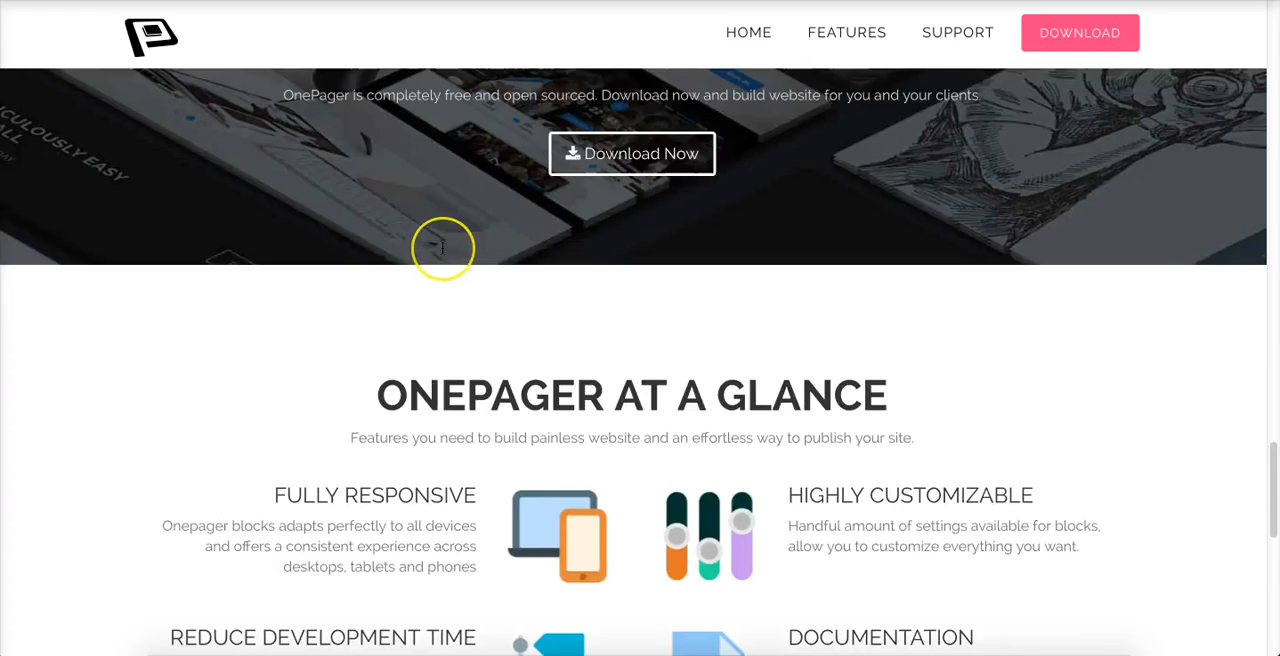 HOME FEATURES SUPPORT DOWNLOAD
RIDICULOUSLY EASY
OnePager is completely free and open sourced. Download now and build website for you and your clients.
Download Now
ONEPAGER AT A GLANCE
Features you need to build painless website and an effortless way to publish your site.
FULLY RESPONSIVE
Onepager blocks adapts perfectly to all devices
and offers a consistent experience across
desktops, tablets and phones
HIGHLY CUSTOMIZABLE
Handful amount of settings available for blocks,
allow you to customize everything you want.
REDUCE DEVELOPMENT TIME
DOCUMENTATION